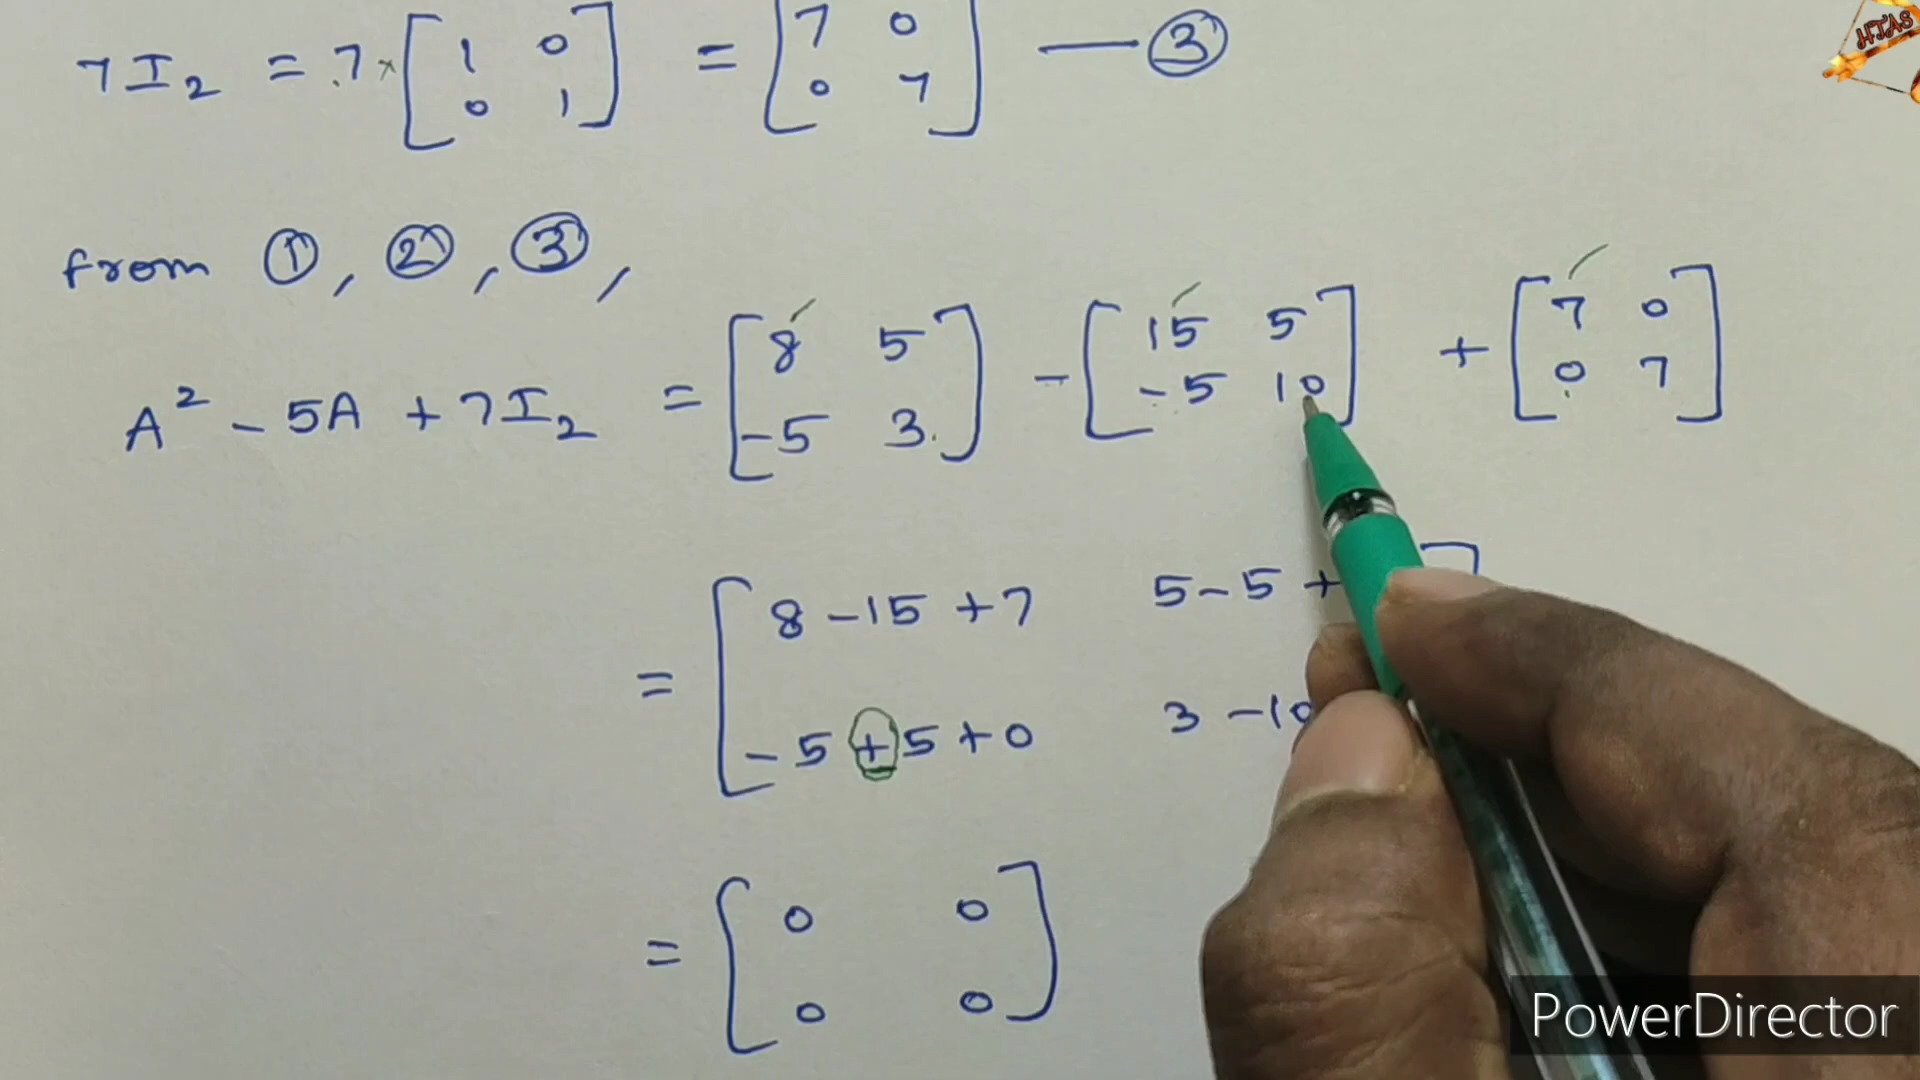 HTAS
7I₂ = 7 × [1 0; 0 1] = [7 0; 0 7] — ③
from ①, ②, ③,
A² - 5A + 7I₂ = [8 5; -5 3] - [15 5; -5 10] + [7 0; 0 7]
= [8 - 15 + 7 5 - 5 +
- 5 + 5 + 0 3 - 10
= [0 0; 0 0]
PowerDirector